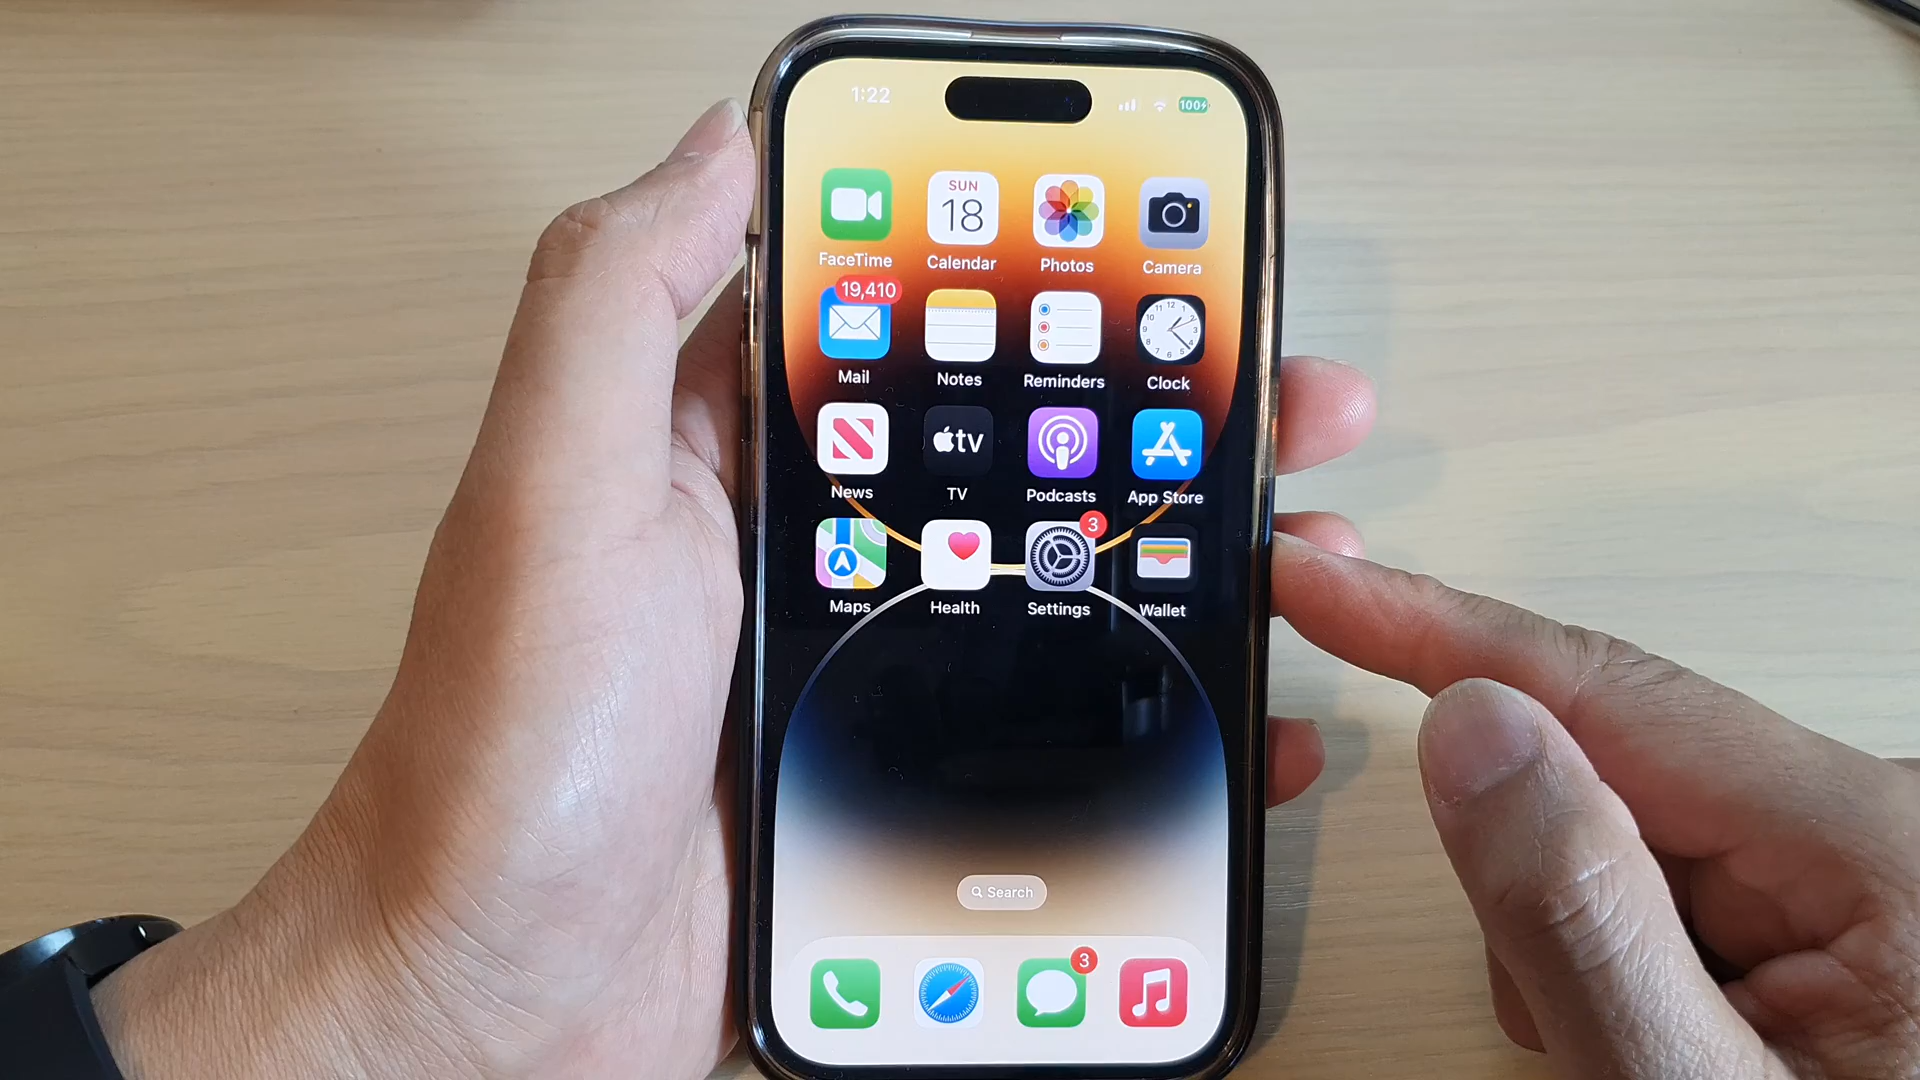 1:22
100
SUN
18
FaceTime Calendar Photos Camera
19,410
Mail Notes Reminders Clock
tv
News TV Podcasts App Store
3
Maps Health Settings Wallet
Search
3